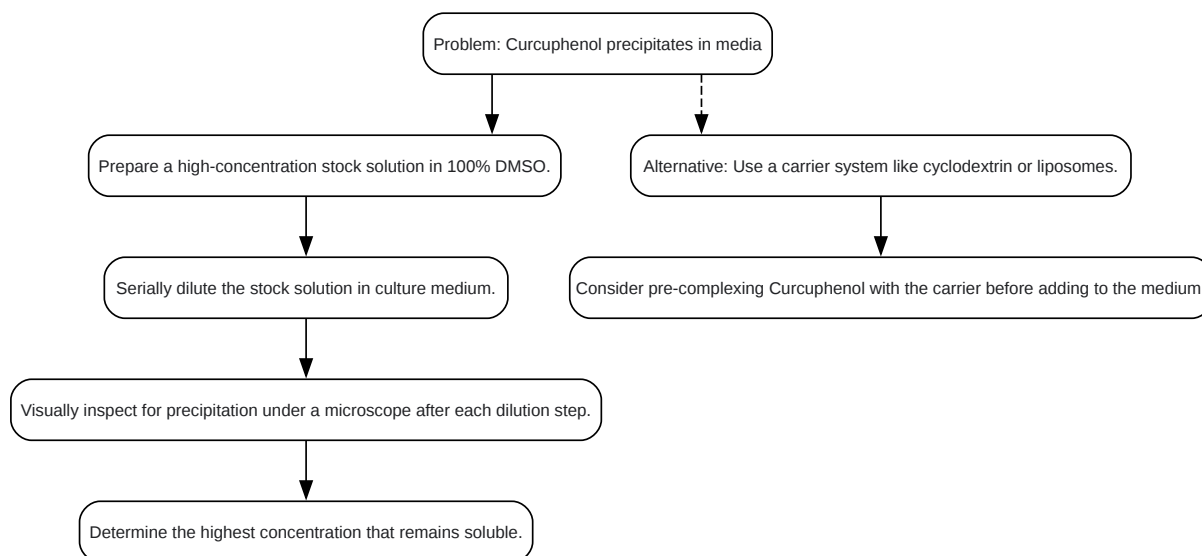 Problem: Curcuphenol precipitates in media
Prepare a high-concentration stock solution in 100% DMSO.
Alternative: Use a carrier system like cyclodextrin or liposomes.
Serially dilute the stock solution in culture medium.
Consider pre-complexing Curcuphenol with the carrier before adding to the medium
Visually inspect for precipitation under a microscope after each dilution step.
Determine the highest concentration that remains soluble.